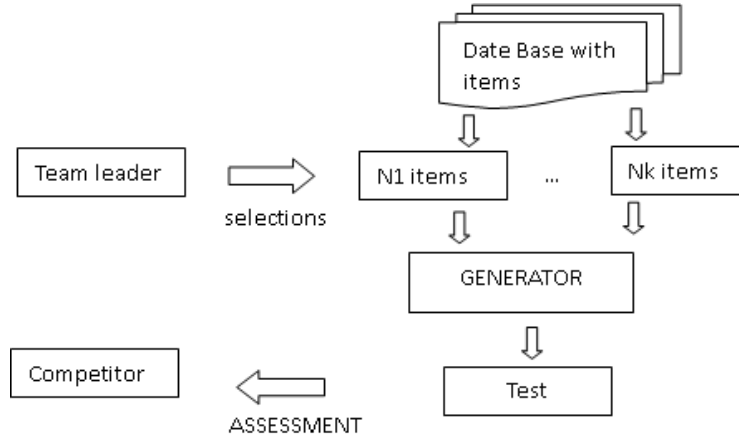 Date Base with
items
Team leader
selections
N1 items
...
Nk items
GENERATOR
Competitor
ASSESSMENT
Test